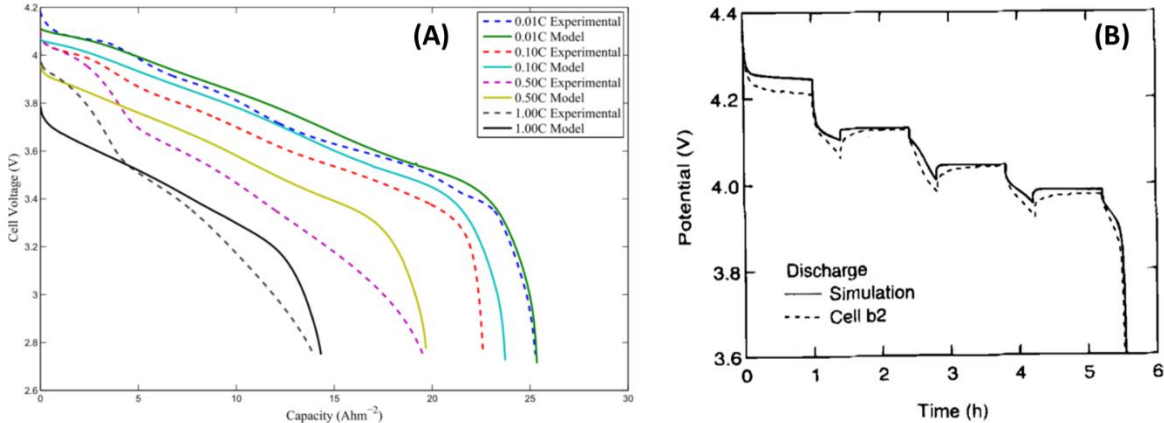 (A)
0.01C Experimental
0.01C Model
0.10C Experimental
0.10C Model
0.50C Experimental
0.50C Model
1.00C Experimental
1.00C Model
4.2
4
3.8
3.6
3.4
3.2
3
2.8
2.6
Cell Voltage (V)
0
5
10
15
20
25
30
Capacity (Ahm⁻²)
(B)
4.4
4.2
4.0
3.8
3.6
Potential (V)
Discharge
Simulation
Cell b2
0
1
2
3
4
5
6
Time (h)